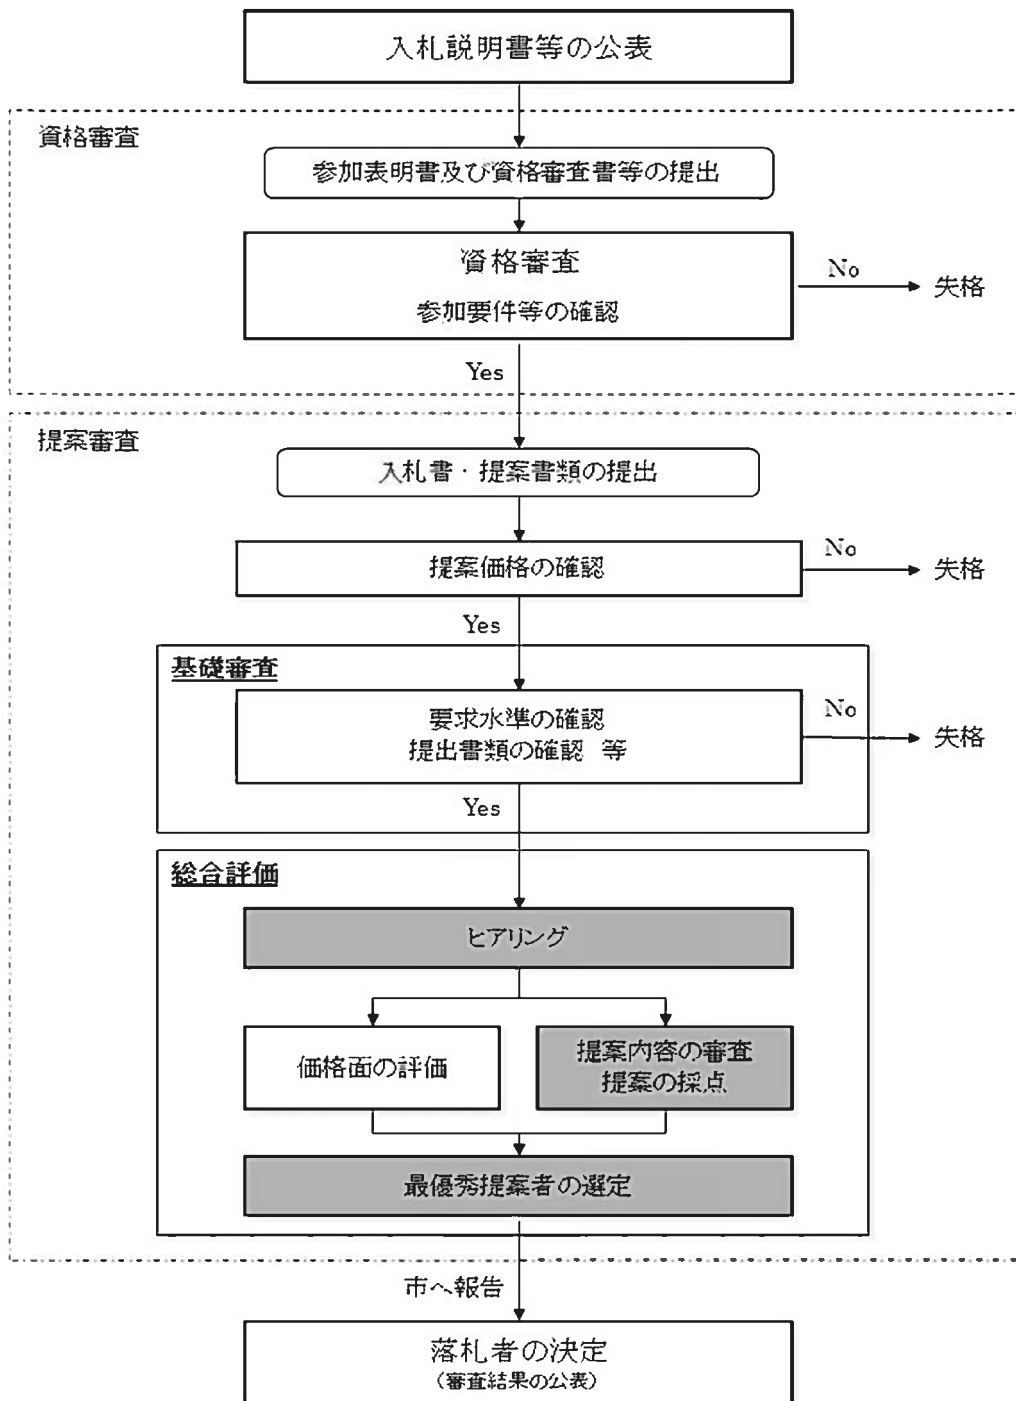 入札説明書等の公表
資格審査
参加表明書及び資格審査書等の提出
資格審査
参加要件等の確認
No
失格
Yes
提案審査
入札書・提案書類の提出
提案価格の確認
No
失格
Yes
基礎審査
要求水準の確認
提出書類の確認 等
No
失格
Yes
総合評価
ヒアリング
価格面の評価
提案内容の審査
提案の採点
最優秀提案者の選定
市へ報告
落札者の決定
(審査結果の公表)